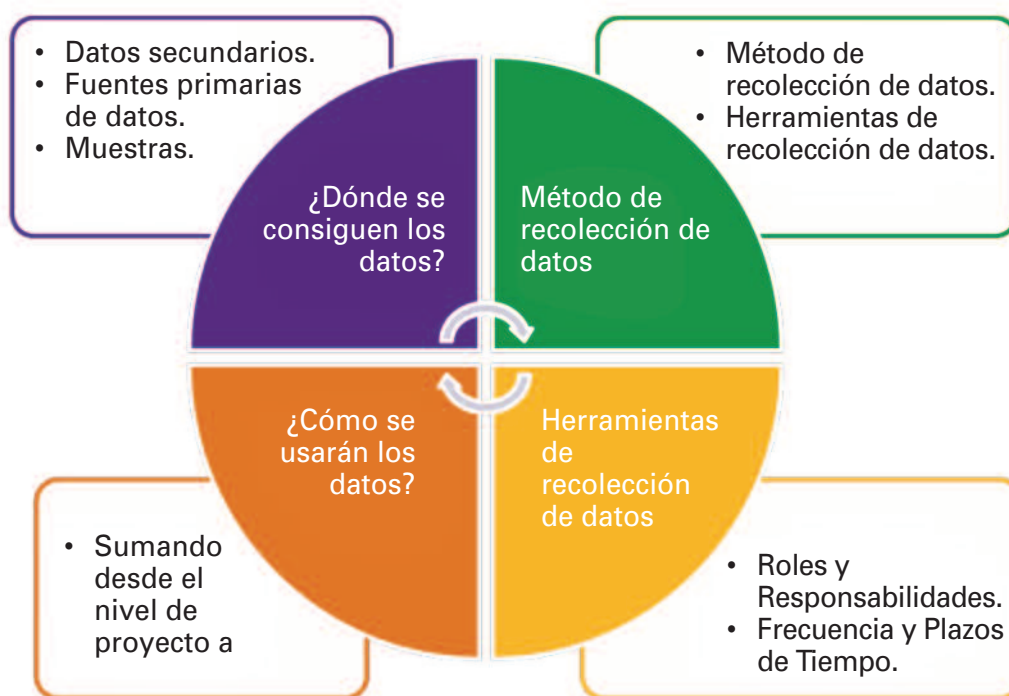 • Datos secundarios.
• Fuentes primarias
de datos.
• Muestras.
¿Dónde se
consiguen los
datos?
• Método de
recolección de datos.
• Herramientas de
recolección de datos.
Método de
recolección de
datos
¿Cómo se
usarán los
datos?
• Sumando
desde el
nivel de
proyecto a
Herramientas
de
recolección
de datos
• Roles y
Responsabilidades.
• Frecuencia y Plazos
de Tiempo.